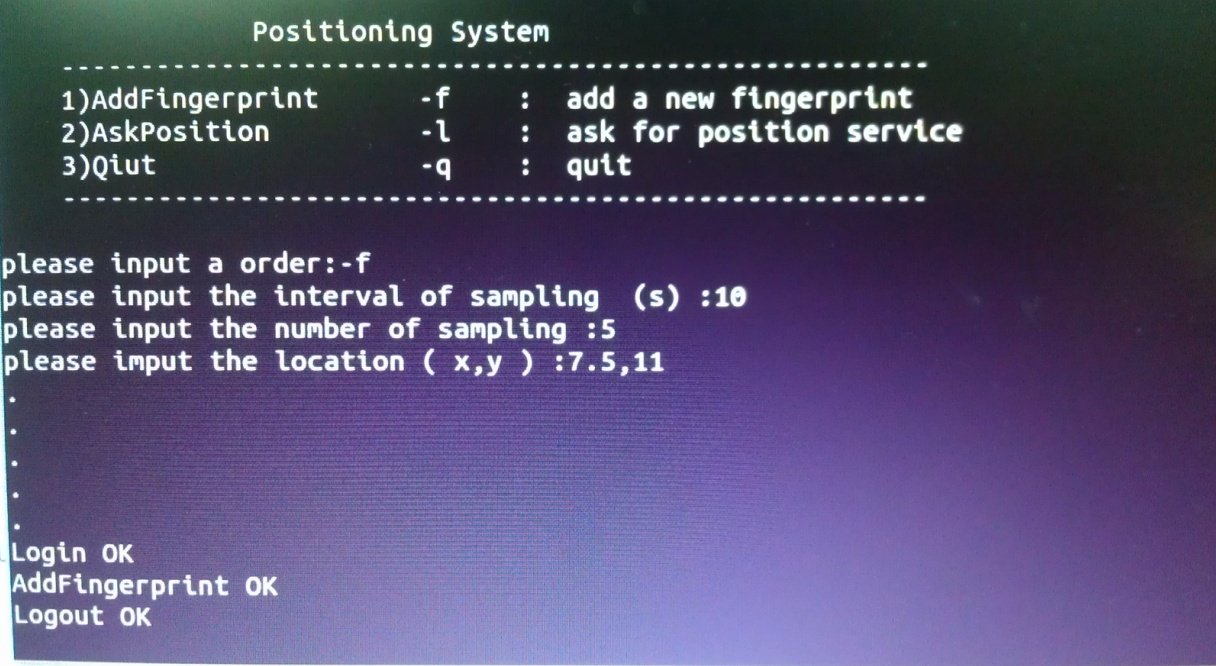 Positioning System
-------------------------------------------------------
1)AddFingerprint -f : add a new fingerprint
2)AskPosition -l : ask for position service
3)Qiut -q : quit
-------------------------------------------------------
please input a order:-f
please input the interval of sampling (s) :10
please input the number of sampling :5
please imput the location ( x,y ) :7.5,11
.
.
.
.
.
Login OK
AddFingerprint OK
Logout OK